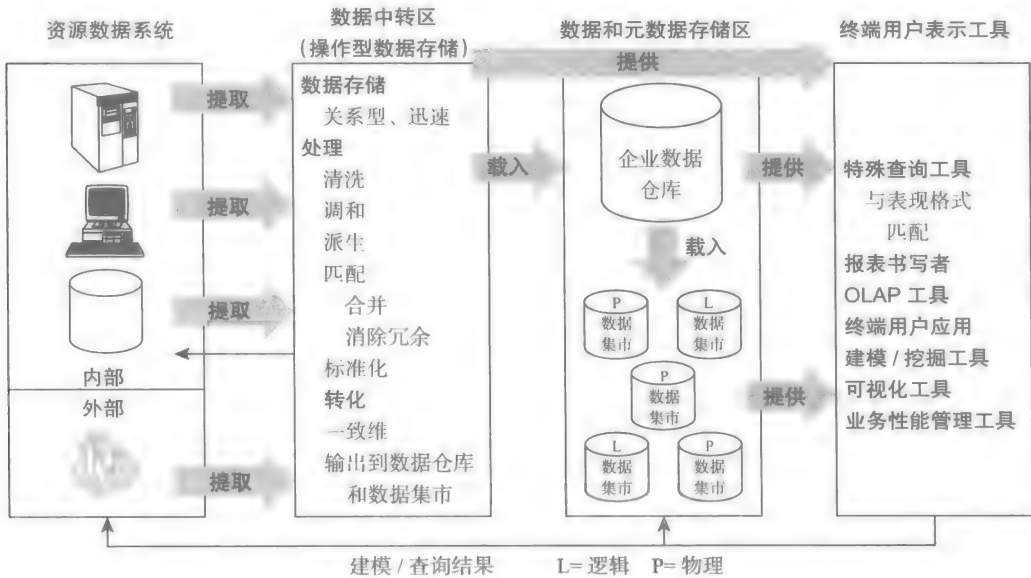 资源数据系统
数据中转区
(操作型数据存储)
数据和元数据存储区
终端用户表示工具
提取
提取
提取
内部
外部
提取
数据存储
关系型、迅速
处理
清洗
调和
派生
匹配
合并
消除冗余
标准化
转化
一致维
输出到数据仓库
和数据集市
提供
载入
企业数据
仓库
载入
P
数据
集市
L
数据
集市
P
数据
集市
L
数据
集市
P
数据
集市
提供
提供
特殊查询工具
与表现格式
匹配
报表书写者
OLAP 工具
终端用户应用
建模 / 挖掘工具
可视化工具
业务性能管理工具
建模 / 查询结果
L= 逻辑 P= 物理